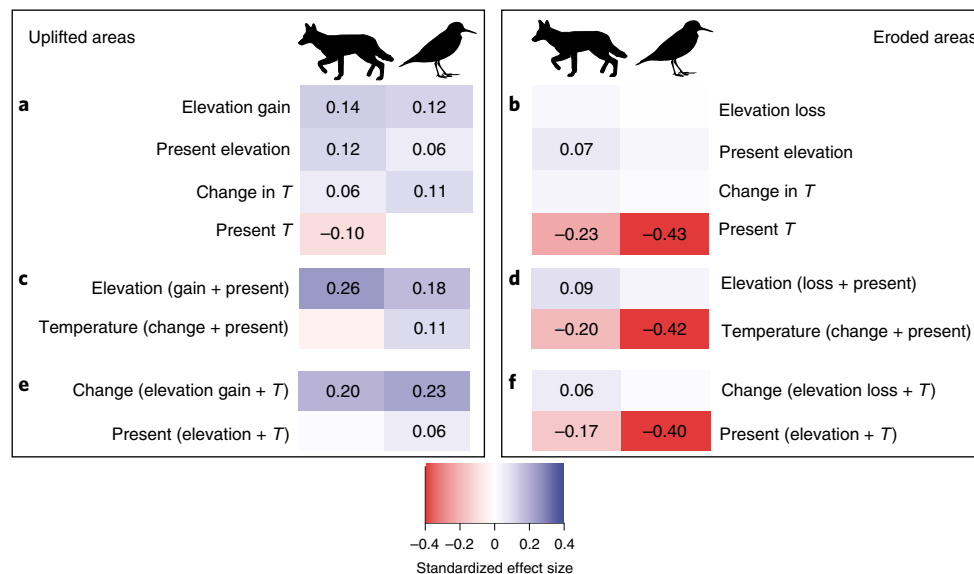 Uplifted areas
Eroded areas
a
Elevation gain 0.14 0.12
Present elevation 0.12 0.06
Change in T 0.06 0.11
Present T −0.10
b
Elevation loss
0.07 Present elevation
Change in T
−0.23 −0.43 Present T
c
Elevation (gain + present) 0.26 0.18
Temperature (change + present) 0.11
d
0.09 Elevation (loss + present)
−0.20 −0.42 Temperature (change + present)
e
Change (elevation gain + T) 0.20 0.23
Present (elevation + T) 0.06
f
0.06 Change (elevation loss + T)
−0.17 −0.40 Present (elevation + T)
−0.4 −0.2 0 0.2 0.4
Standardized effect size